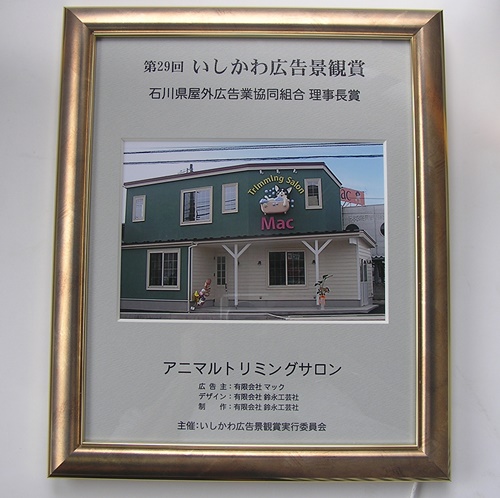 第29回 いしかわ広告景観賞
石川県屋外広告業協同組合 理事長賞
Trimming Salon
Mac
アニマルトリミングサロン
広 告 主：有限会社 マック
デザイン：有限会社 鈴永工芸社
制　　作：有限会社 鈴永工芸社
主催：いしかわ広告景観賞実行委員会